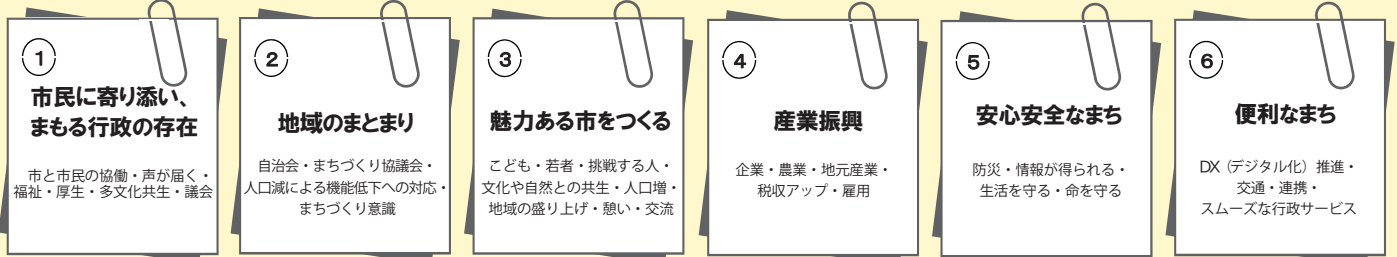 1
市民に寄り添い、
まもる行政の存在
市と市民の協働・声が届く・
福祉・厚生・多文化共生・議会
2
地域のまとまり
自治会・まちづくり協議会・
人口減による機能低下への対応・
まちづくり意識
3
魅力ある市をつくる
こども・若者・挑戦する人・
文化や自然との共生・人口増・
地域の盛り上げ・憩い・交流
4
産業振興
企業・農業・地元産業・
税収アップ・雇用
5
安心安全なまち
防災・情報が得られる・
生活を守る・命を守る
6
便利なまち
DX（デジタル化）推進・
交通・連携・
スムーズな行政サービス